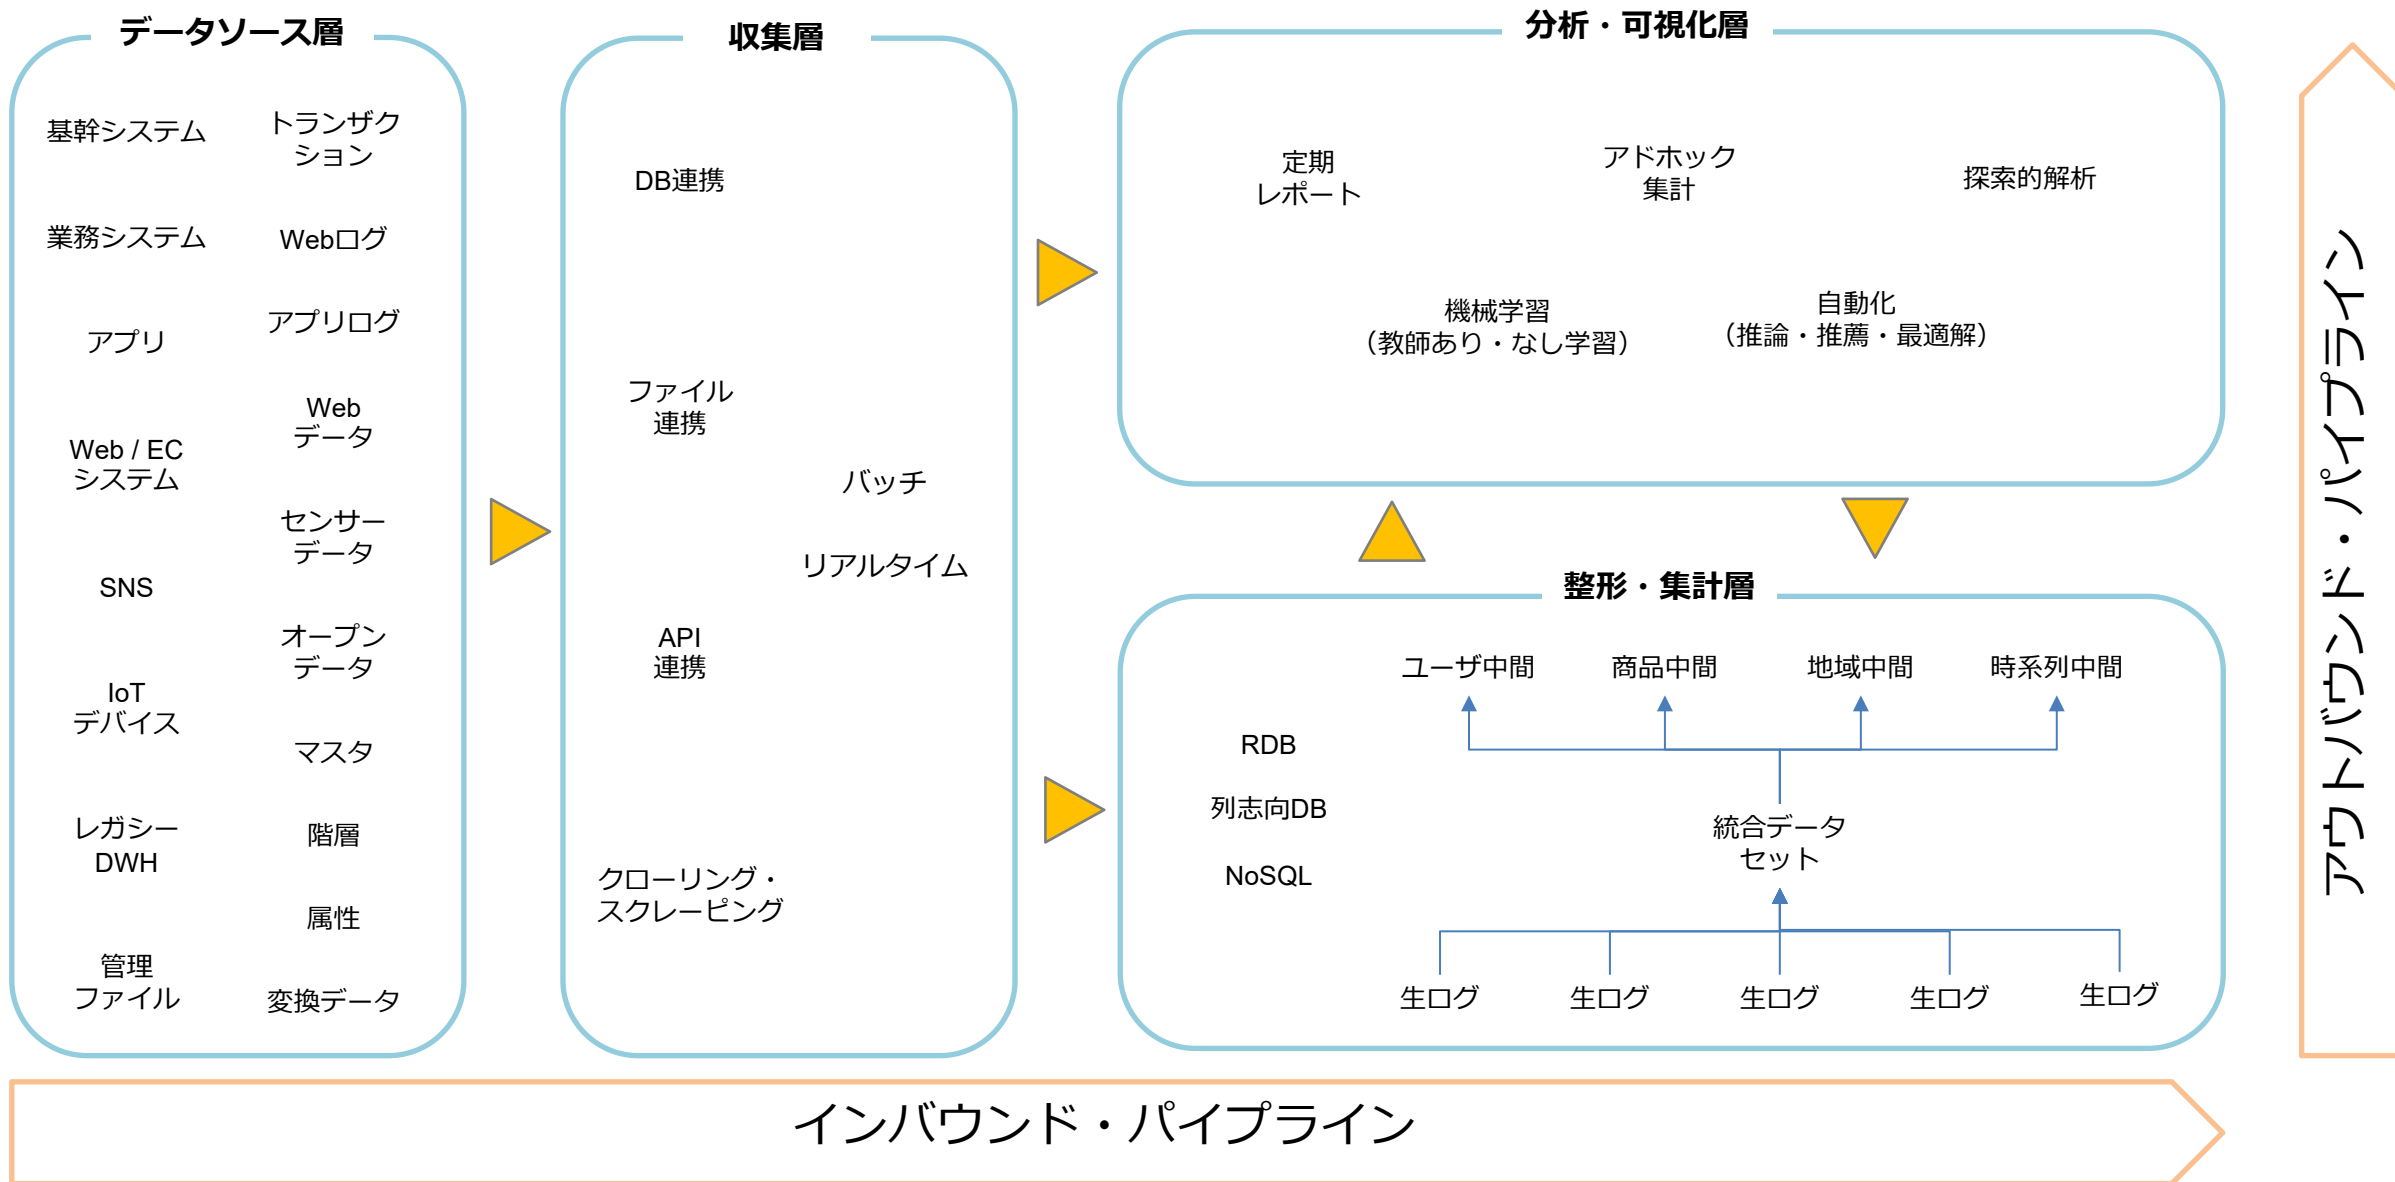 データソース層
基幹システム
業務システム
アプリ
Web / EC
システム
SNS
IoT
デバイス
レガシー
DWH
管理
ファイル
トランザク
ション
Webログ
アプリログ
Web
データ
センサー
データ
オープン
データ
マスタ
階層
属性
変換データ
収集層
DB連携
ファイル
連携
API
連携
クローリング・
スクレーピング
バッチ
リアルタイム
分析・可視化層
定期
レポート
アドホック
集計
探索的解析
機械学習
（教師あり・なし学習）
自動化
（推論・推薦・最適解）
整形・集計層
RDB
列志向DB
NoSQL
ユーザ中間
商品中間
地域中間
時系列中間
統合データ
セット
生ログ
生ログ
生ログ
生ログ
生ログ
インバウンド・パイプライン
アウトバウンド・パイプライン